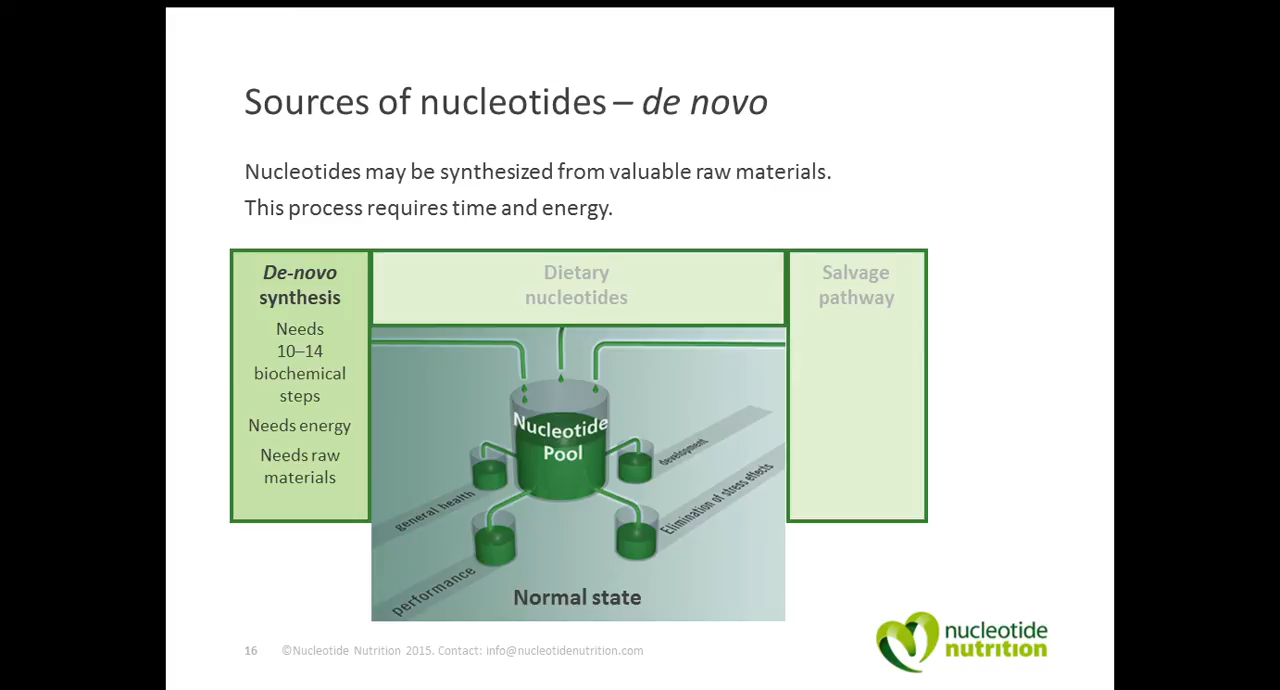 Sources of nucleotides – de novo
Nucleotides may be synthesized from valuable raw materials.
This process requires time and energy.
De-novo
synthesis
Needs
10–14
biochemical
steps
Needs energy
Needs raw
materials
Dietary
nucleotides
Salvage
pathway
Nucleotide
Pool
general health
development
performance
Elimination of stress effects
Normal state
16 ©Nucleotide Nutrition 2015. Contact: info@nucleotidenutrition.com
nucleotide
nutrition